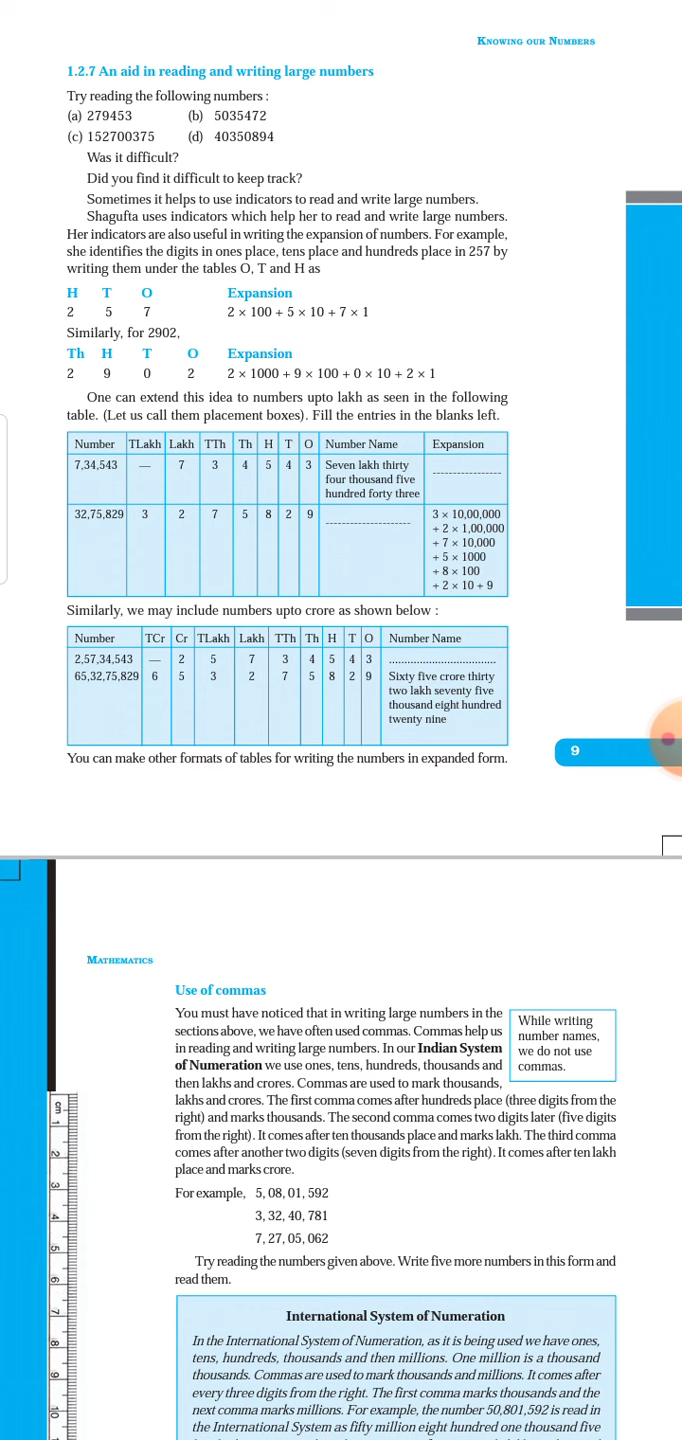 KNOWING OUR NUMBERS
1.2.7 An aid in reading and writing large numbers
Try reading the following numbers :
(a) 279453 (b) 5035472
(c) 152700375 (d) 40350894
Was it difficult?
Did you find it difficult to keep track?
Sometimes it helps to use indicators to read and write large numbers.
Shagufta uses indicators which help her to read and write large numbers.
Her indicators are also useful in writing the expansion of numbers. For example,
she identifies the digits in ones place, tens place and hundreds place in 257 by
writing them under the tables O, T and H as
H T O Expansion
2 5 7 2 × 100 + 5 × 10 + 7 × 1
Similarly, for 2902,
Th H T O Expansion
2 9 0 2 2 × 1000 + 9 × 100 + 0 × 10 + 2 × 1
One can extend this idea to numbers upto lakh as seen in the following
table. (Let us call them placement boxes). Fill the entries in the blanks left.
Number TLakh Lakh TTh Th H T O Number Name Expansion
7,34,543 — 7 3 4 5 4 3 Seven lakh thirty ------------------
four thousand five
hundred forty three
32,75,829 3 2 7 5 8 2 9 --------------------- 3 × 10,00,000
+ 2 × 1,00,000
+ 7 × 10,000
+ 5 × 1000
+ 8 × 100
+ 2 × 10 + 9
Similarly, we may include numbers upto crore as shown below :
Number TCr Cr TLakh Lakh TTh Th H T O Number Name
2,57,34,543 — 2 5 7 3 4 5 4 3 ...................................
65,32,75,829 6 5 3 2 7 5 8 2 9 Sixty five crore thirty
two lakh seventy five
thousand eight hundred
twenty nine
You can make other formats of tables for writing the numbers in expanded form.
9
MATHEMATICS
Use of commas
You must have noticed that in writing large numbers in the
sections above, we have often used commas. Commas help us
in reading and writing large numbers. In our Indian System
of Numeration we use ones, tens, hundreds, thousands and
then lakhs and crores. Commas are used to mark thousands,
While writing
number names,
we do not use
commas.
lakhs and crores. The first comma comes after hundreds place (three digits from the
right) and marks thousands. The second comma comes two digits later (five digits
from the right). It comes after ten thousands place and marks lakh. The third comma
comes after another two digits (seven digits from the right). It comes after ten lakh
place and marks crore.
For example, 5, 08, 01, 592
3, 32, 40, 781
7, 27, 05, 062
Try reading the numbers given above. Write five more numbers in this form and
read them.
International System of Numeration
In the International System of Numeration, as it is being used we have ones,
tens, hundreds, thousands and then millions. One million is a thousand
thousands. Commas are used to mark thousands and millions. It comes after
every three digits from the right. The first comma marks thousands and the
next comma marks millions. For example, the number 50,801,592 is read in
the International System as fifty million eight hundred one thousand five
cm
1
2
3
4
5
6
7
8
9
10